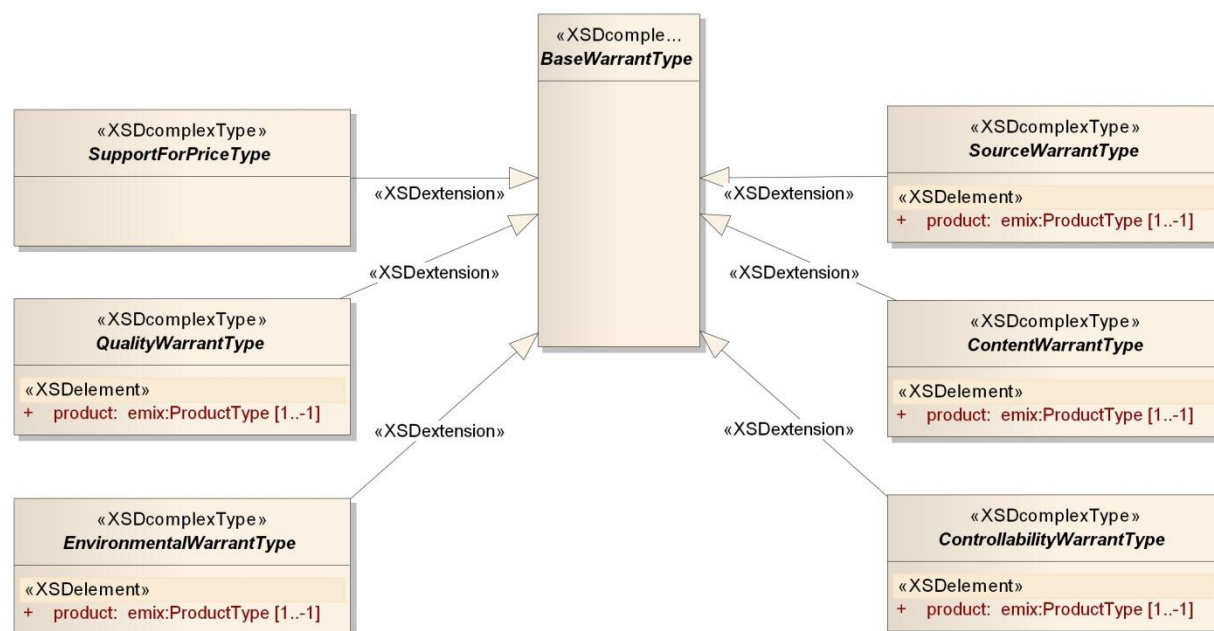 «XSDcomple...
BaseWarrantType
«XSDcomplexType»
SupportForPriceType
«XSDextension»
«XSDcomplexType»
SourceWarrantType
«XSDelement»
+ product: emix:ProductType [1..-1]
«XSDextension»
«XSDcomplexType»
QualityWarrantType
«XSDelement»
+ product: emix:ProductType [1..-1]
«XSDextension»
«XSDcomplexType»
ContentWarrantType
«XSDelement»
+ product: emix:ProductType [1..-1]
«XSDextension»
«XSDcomplexType»
EnvironmentalWarrantType
«XSDelement»
+ product: emix:ProductType [1..-1]
«XSDextension»
«XSDcomplexType»
ControllabilityWarrantType
«XSDelement»
+ product: emix:ProductType [1..-1]
«XSDextension»